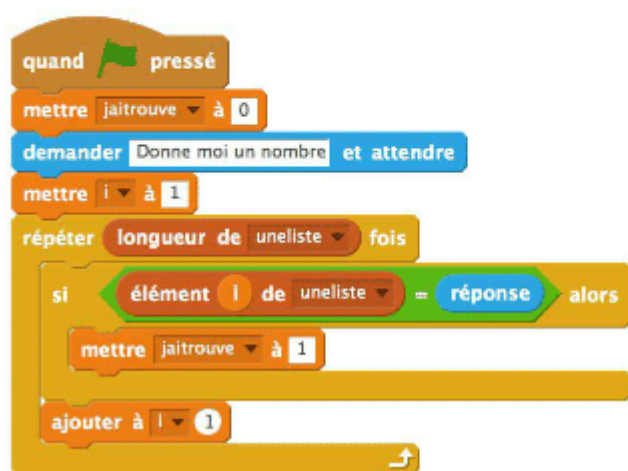 quand pressé
mettre jaitrouve à 0
demander Donne moi un nombre et attendre
mettre i à 1
répéter longueur de uneliste fois
si élément i de uneliste = réponse alors
mettre jaitrouve à 1
ajouter à i 1